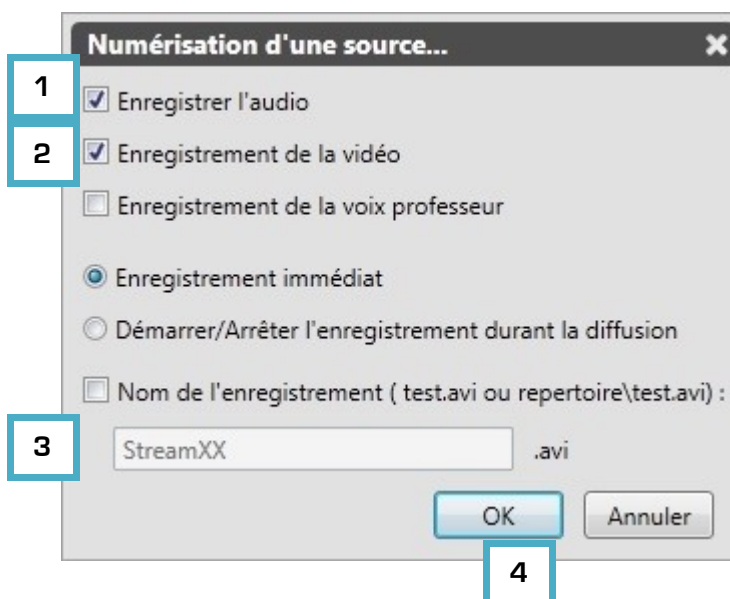 Numérisation d'une source...
1
Enregistrer l'audio
2
Enregistrement de la vidéo
Enregistrement de la voix professeur
Enregistrement immédiat
Démarrer/Arrêter l'enregistrement durant la diffusion
Nom de l'enregistrement ( test.avi ou repertoire\test.avi) :
3
StreamXX .avi
OK Annuler
4